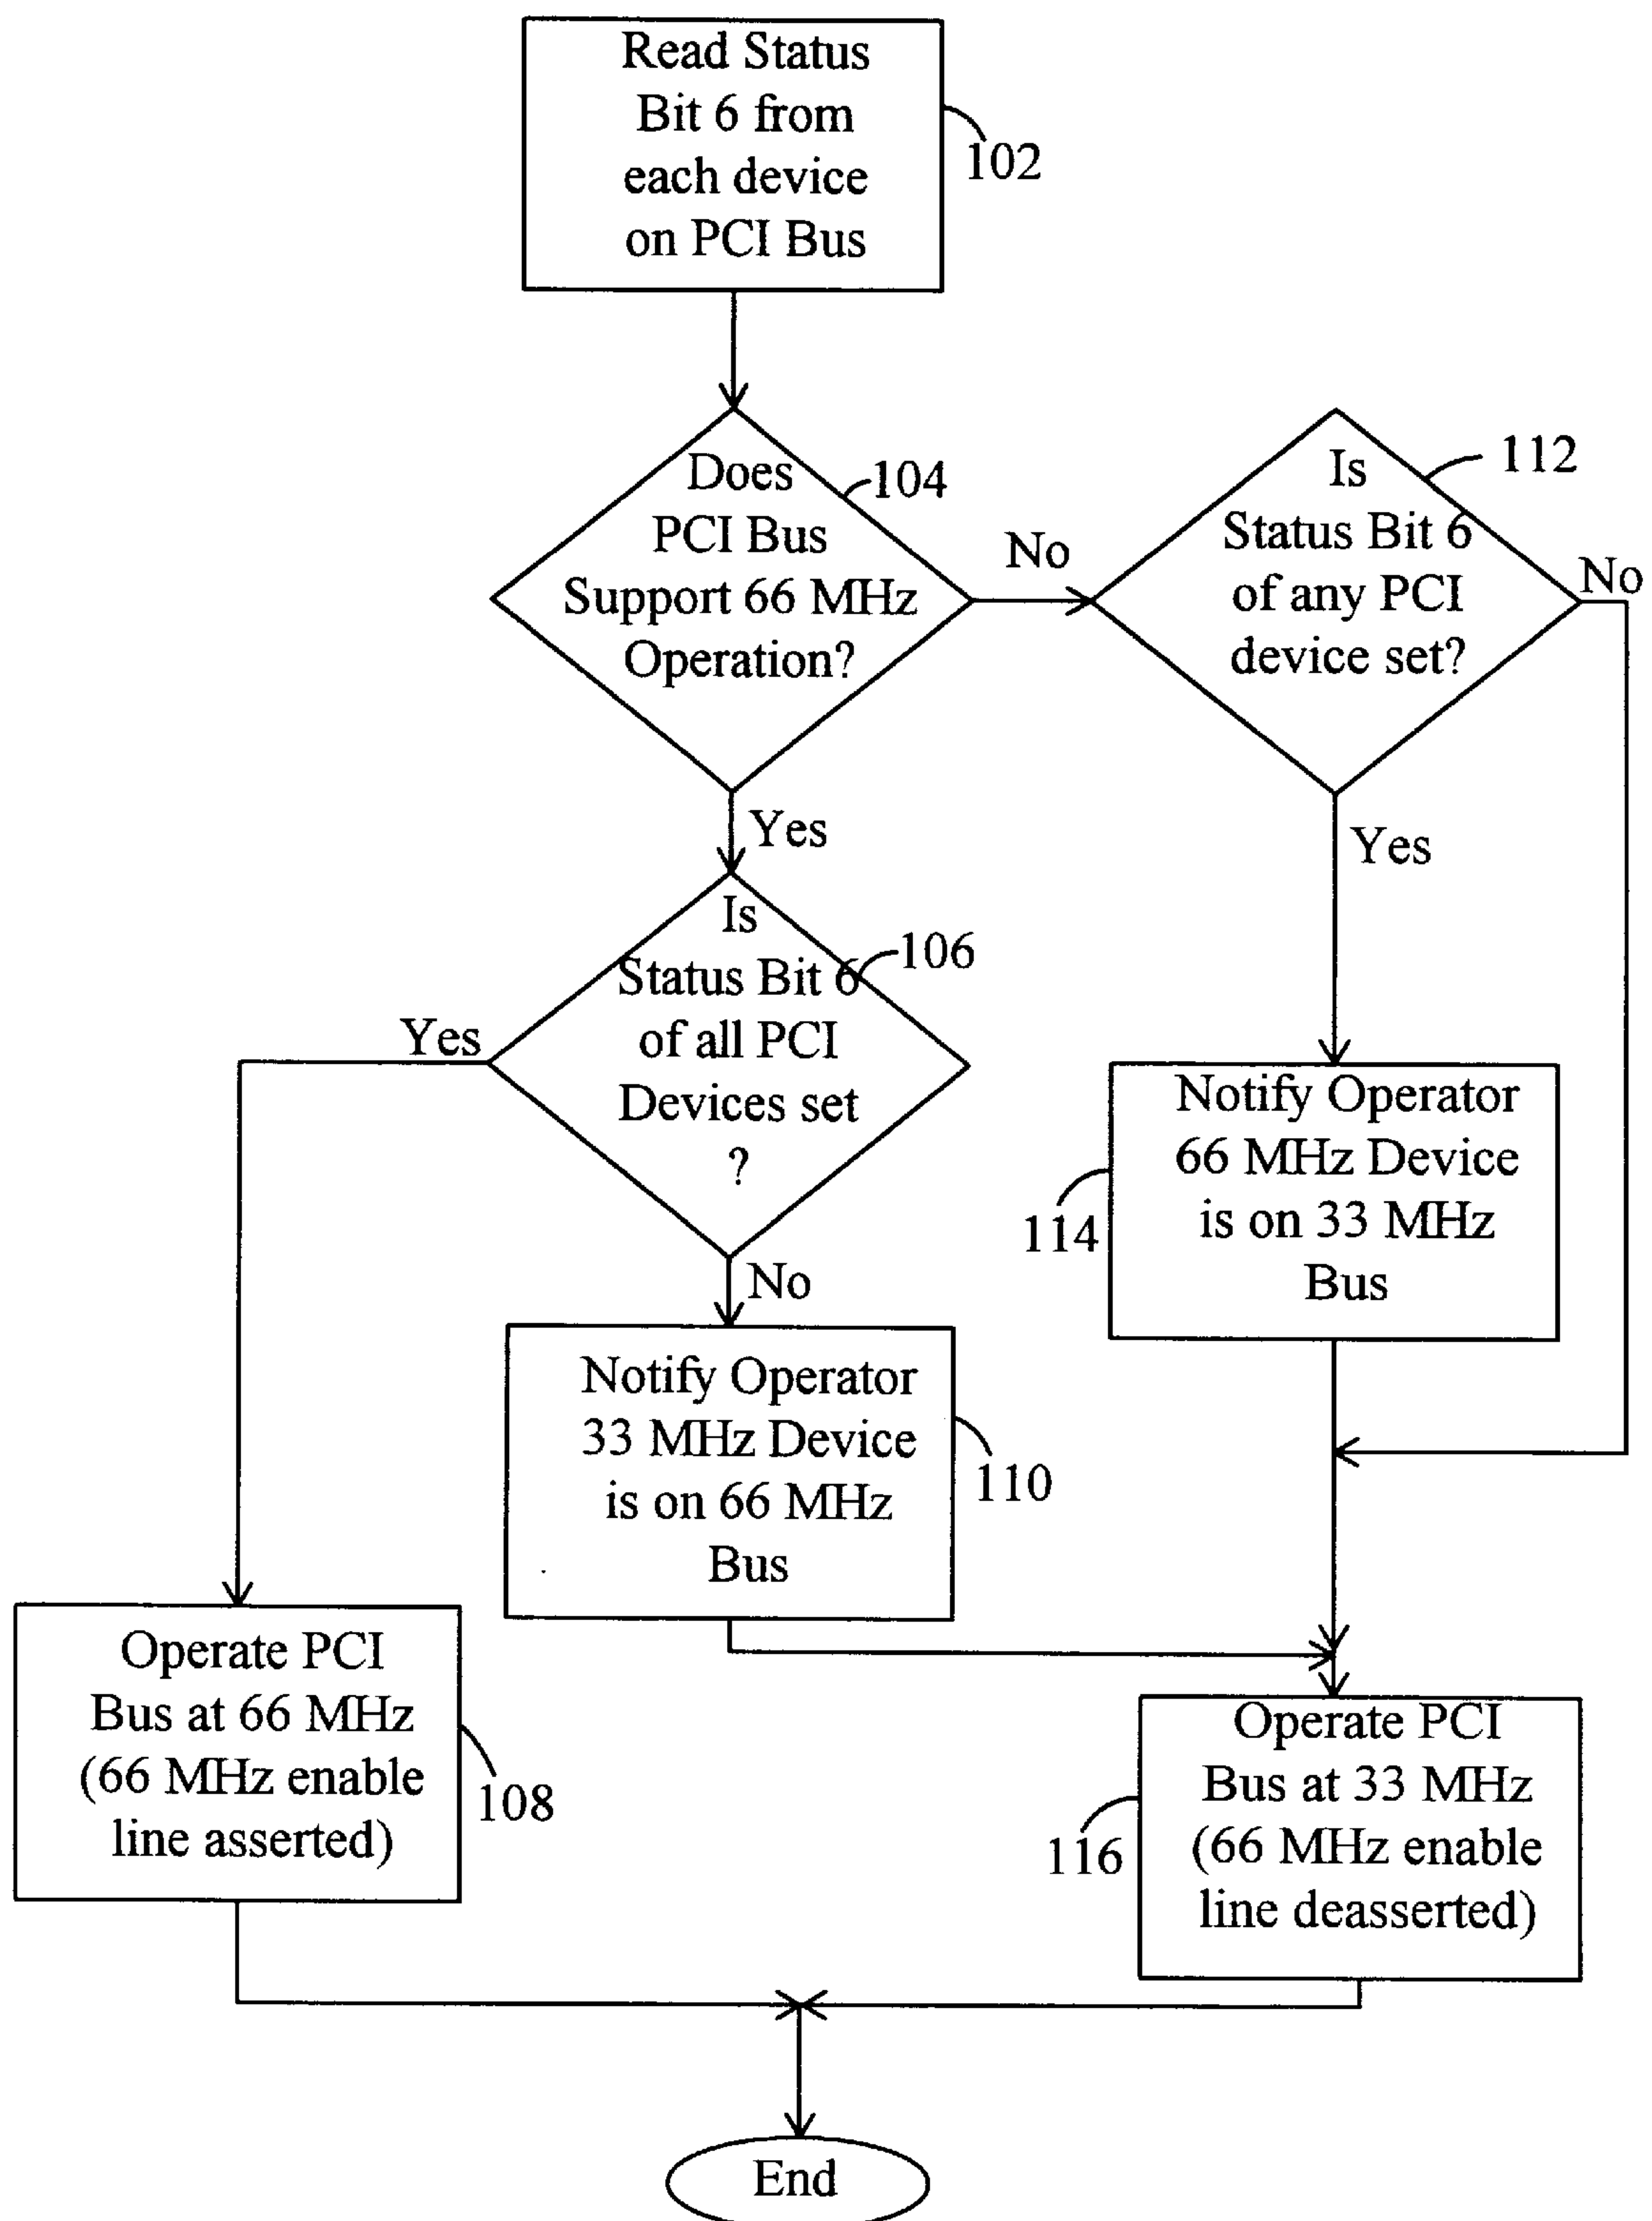 Read Status
Bit 6 from
each device
on PCI Bus
102
Does
PCI Bus
Support 66 MHz
Operation?
104
No
Is
Status Bit 6
of any PCI
device set?
112
No
Yes
Yes
Is
Status Bit 6
of all PCI
Devices set
?
106
Yes
No
Notify Operator
66 MHz Device
is on 33 MHz
Bus
114
Notify Operator
33 MHz Device
is on 66 MHz
Bus
110
Operate PCI
Bus at 66 MHz
(66 MHz enable
line asserted)
108
Operate PCI
Bus at 33 MHz
(66 MHz enable
line deasserted)
116
End